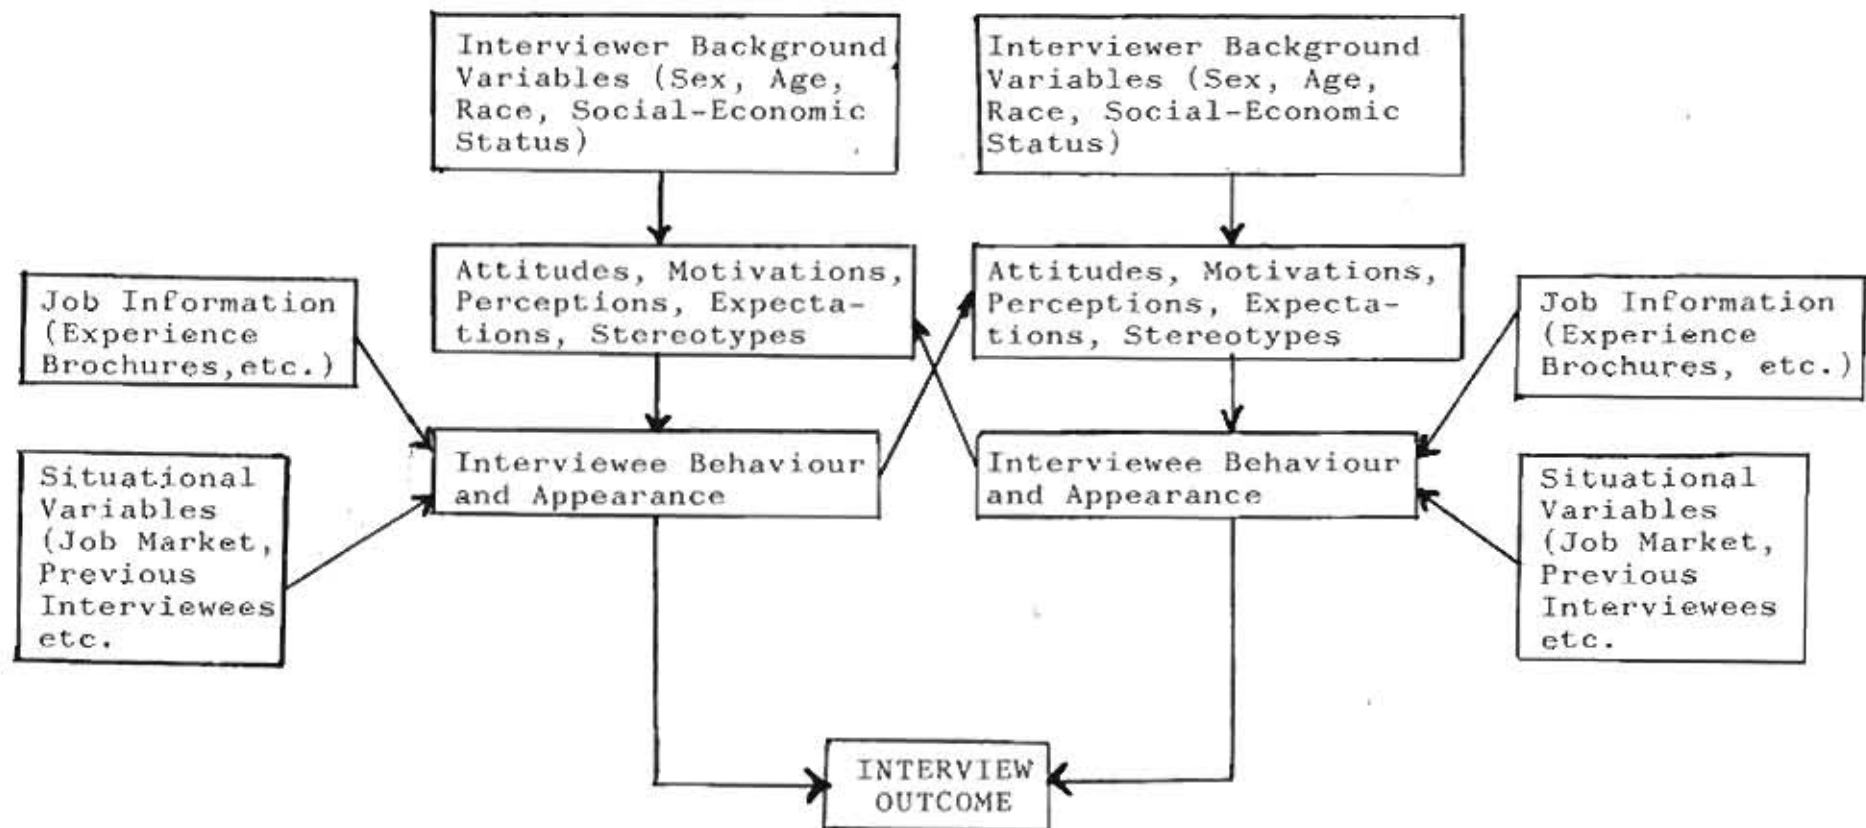 Interviewer Background
Variables (Sex, Age,
Race, Social-Economic
Status)
Interviewer Background
Variables (Sex, Age,
Race, Social-Economic
Status)
Job Information
(Experience
Brochures,etc.)
Attitudes, Motivations,
Perceptions, Expecta-
tions, Stereotypes
Attitudes, Motivations,
Perceptions, Expecta-
tions, Stereotypes
Job Information
(Experience
Brochures, etc.)
Situational
Variables
(Job Market,
Previous
Interviewees
etc.
Interviewee Behaviour
and Appearance
Interviewee Behaviour
and Appearance
Situational
Variables
(Job Market,
Previous
Interviewees
etc.
INTERVIEW
OUTCOME